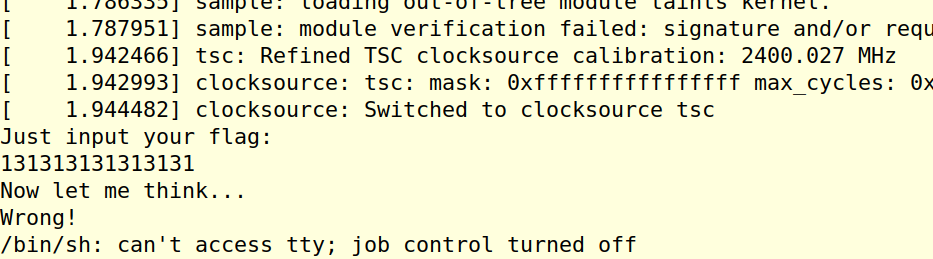 [    1.786335] sample: loading out-of-tree module taints kernel.
[    1.787951] sample: module verification failed: signature and/or requ
[    1.942466] tsc: Refined TSC clocksource calibration: 2400.027 MHz
[    1.942993] clocksource: tsc: mask: 0xffffffffffffffff max_cycles: 0x
[    1.944482] clocksource: Switched to clocksource tsc
Just input your flag:
131313131313131
Now let me think...
Wrong!
/bin/sh: can't access tty; job control turned off